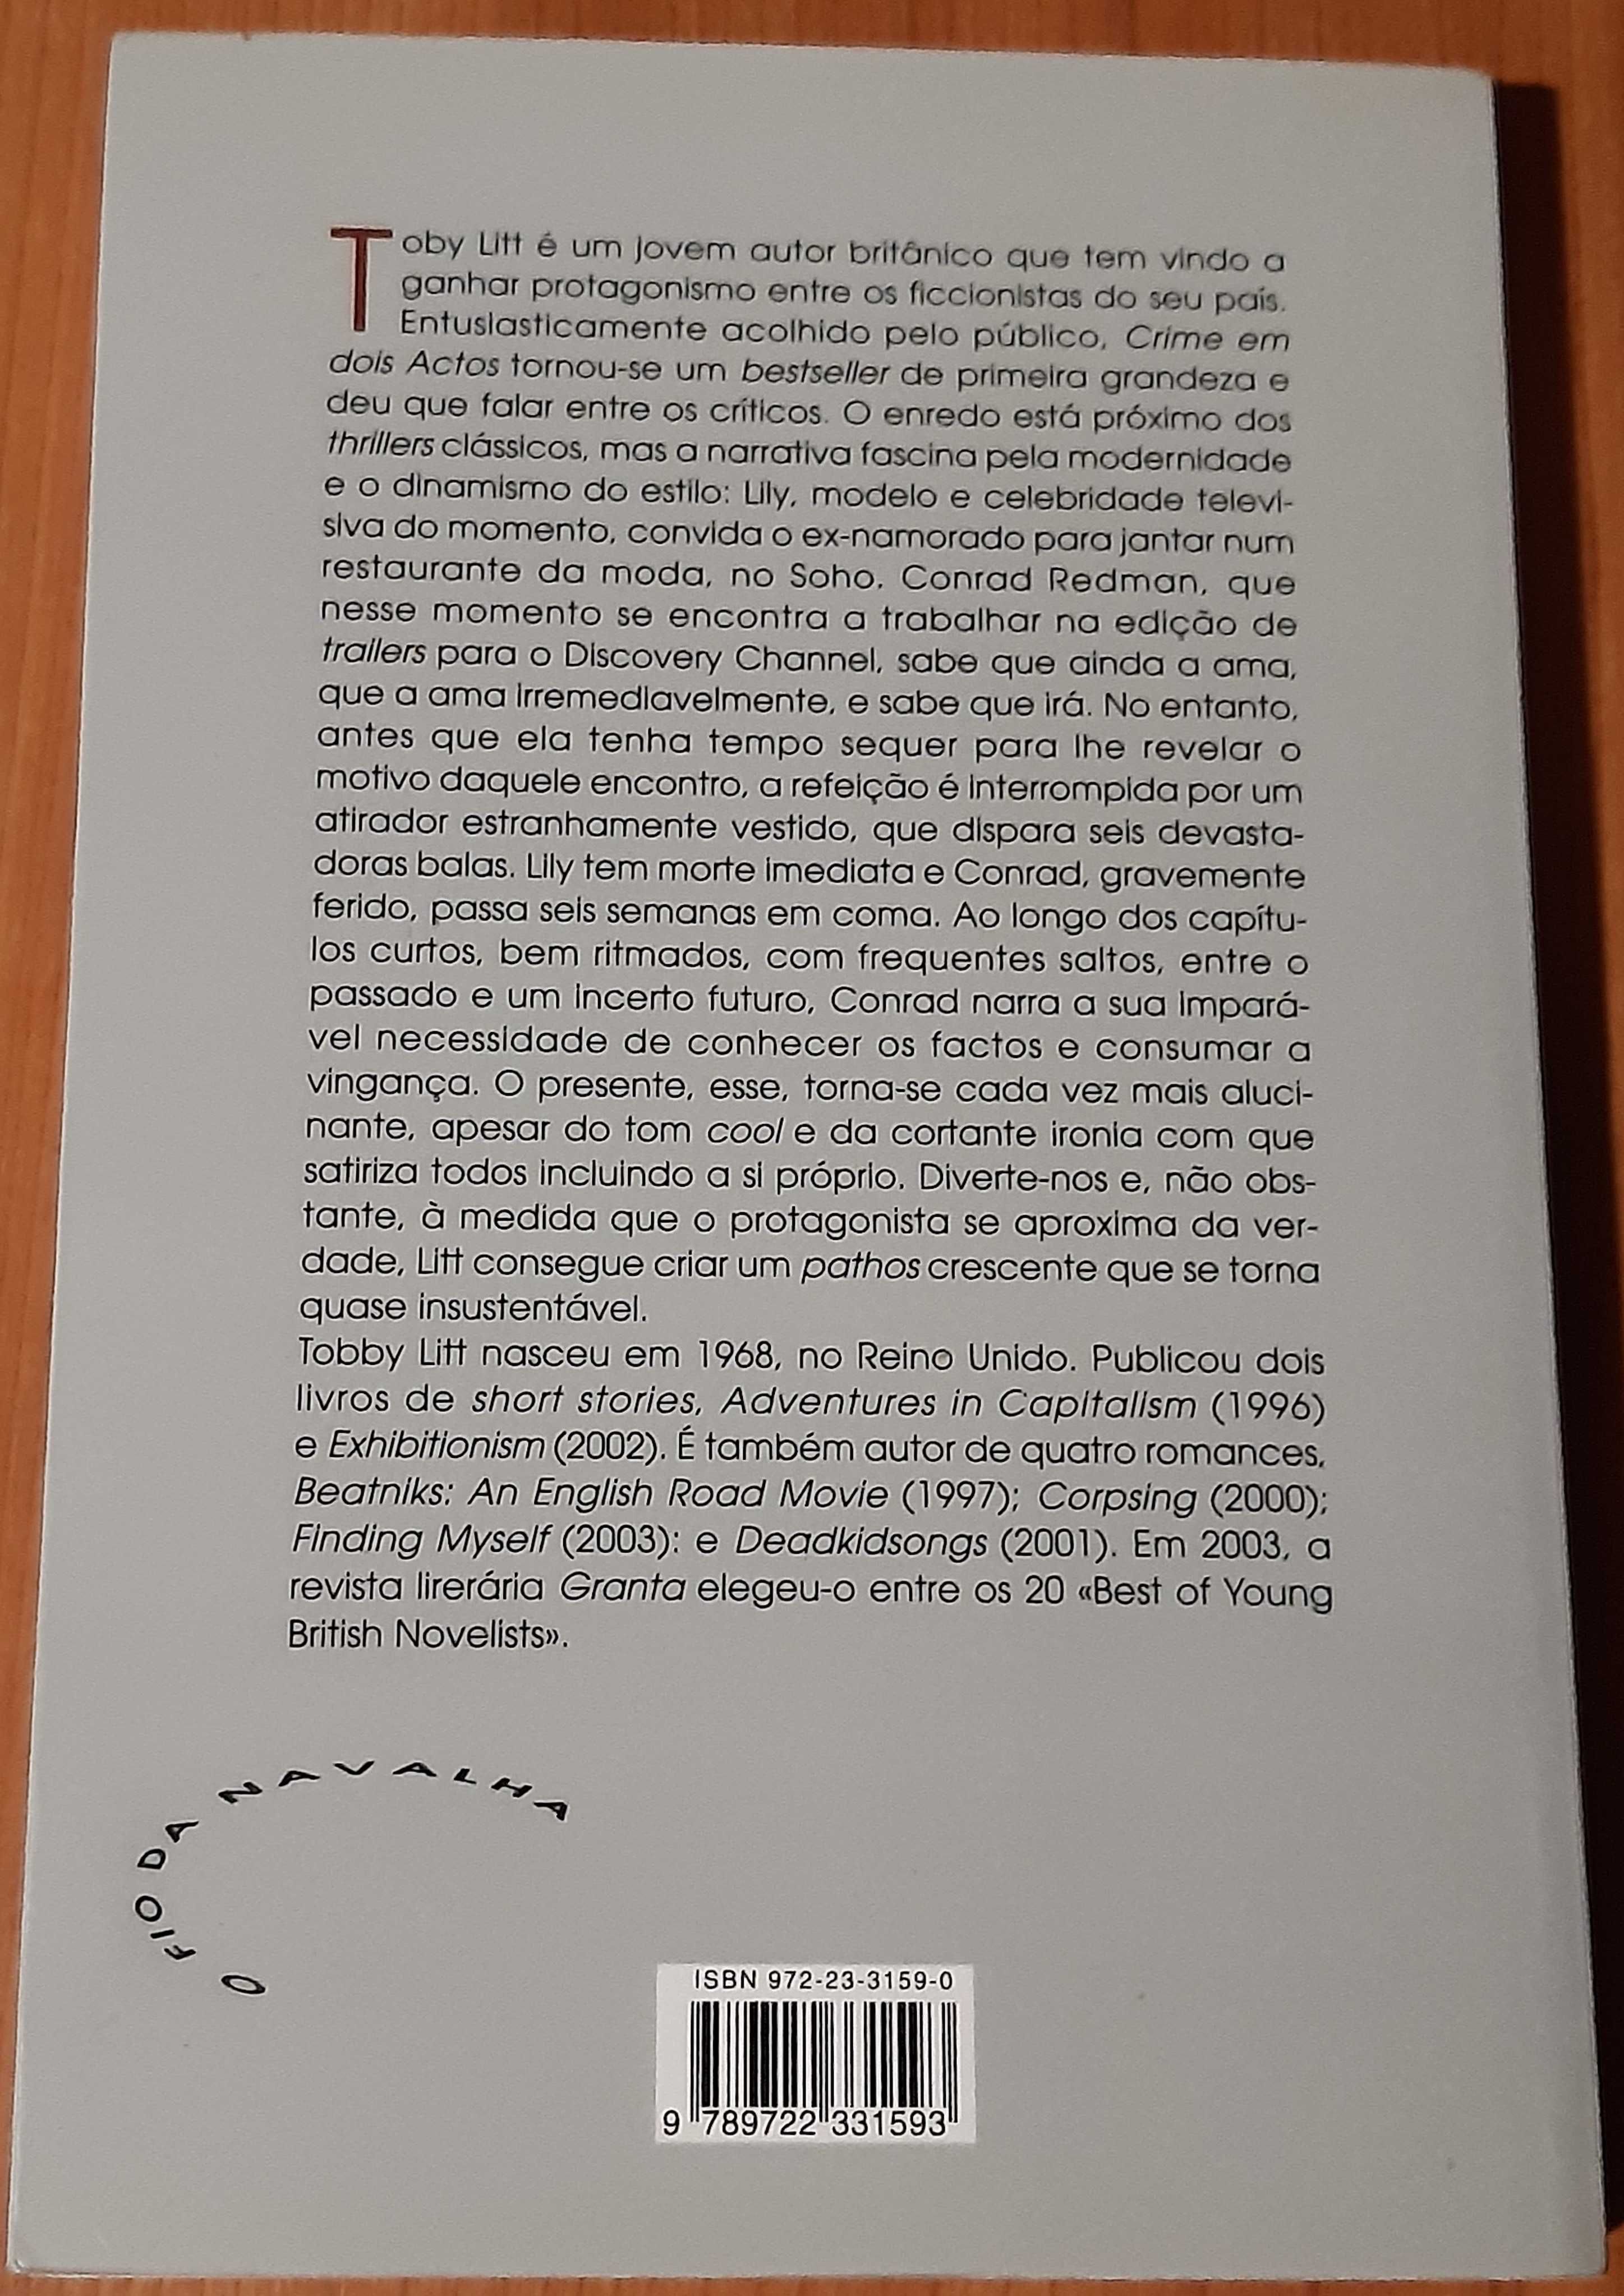 Toby Litt é um jovem autor britânico que tem vindo a
ganhar protagonismo entre os ficcionistas do seu país.
Entusiasticamente acolhido pelo público, Crime em
dois Actos tornou-se um bestseller de primeira grandeza e
deu que falar entre os críticos. O enredo está próximo dos
thrillers clássicos, mas a narrativa fascina pela modernidade
e o dinamismo do estilo: Lily, modelo e celebridade televi-
siva do momento, convida o ex-namorado para jantar num
restaurante da moda, no Soho. Conrad Redman, que
nesse momento se encontra a trabalhar na edição de
trailers para o Discovery Channel, sabe que ainda a ama,
que a ama irremediavelmente, e sabe que irá. No entanto,
antes que ela tenha tempo sequer para lhe revelar o
motivo daquele encontro, a refeição é interrompida por um
atirador estranhamente vestido, que dispara seis devasta-
doras balas. Lily tem morte imediata e Conrad, gravemente
ferido, passa seis semanas em coma. Ao longo dos capítu-
los curtos, bem ritmados, com frequentes saltos, entre o
passado e um incerto futuro, Conrad narra a sua impará-
vel necessidade de conhecer os factos e consumar a
vingança. O presente, esse, torna-se cada vez mais aluci-
nante, apesar do tom cool e da cortante ironia com que
satiriza todos incluindo a si próprio. Diverte-nos e, não obs-
tante, à medida que o protagonista se aproxima da ver-
dade, Litt consegue criar um pathos crescente que se torna
quase insustentável.
Tobby Litt nasceu em 1968, no Reino Unido. Publicou dois
livros de short stories, Adventures in Capitalism (1996)
e Exhibitionism (2002). É também autor de quatro romances,
Beatniks: An English Road Movie (1997); Corpsing (2000);
Finding Myself (2003): e Deadkidsongs (2001). Em 2003, a
revista lirerária Granta elegeu-o entre os 20 «Best of Young
British Novelists».
O FIO DA NAVALHA
ISBN 972-23-3159-0
9 789722 331593